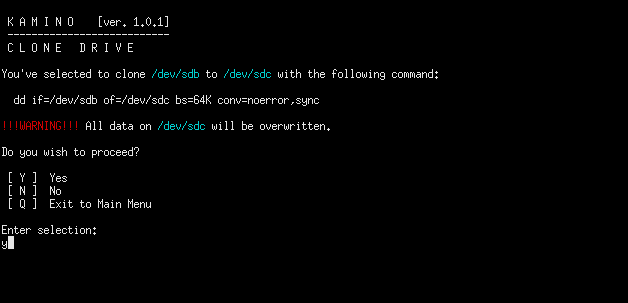 K A M I N O   [ver. 1.0.1]
---------------------------
C L O N E   D R I V E
You've selected to clone /dev/sdb to /dev/sdc with the following command:
dd if=/dev/sdb of=/dev/sdc bs=64K conv=noerror,sync
!!!WARNING!!! All data on /dev/sdc will be overwritten.
Do you wish to proceed?
[ Y ]  Yes
[ N ]  No
[ Q ]  Exit to Main Menu
Enter selection:
y